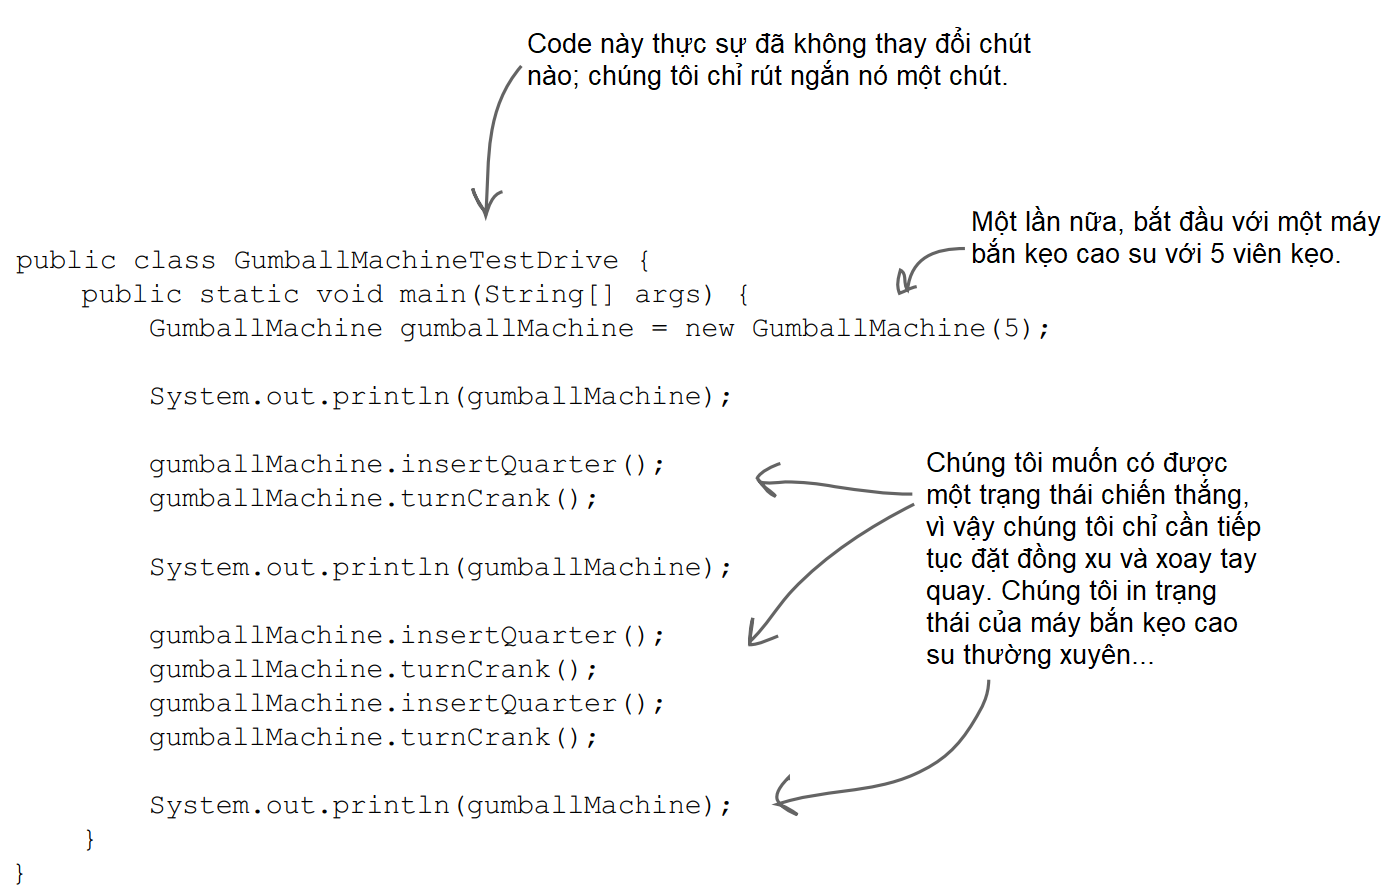 Code này thực sự đã không thay đổi chút
nào; chúng tôi chỉ rút ngắn nó một chút.
Một lần nữa, bắt đầu với một máy
bắn kẹo cao su với 5 viên kẹo.
public class GumballMachineTestDrive {
    public static void main(String[] args) {
        GumballMachine gumballMachine = new GumballMachine(5);
        System.out.println(gumballMachine);
        gumballMachine.insertQuarter();
        gumballMachine.turnCrank();
        System.out.println(gumballMachine);
        gumballMachine.insertQuarter();
        gumballMachine.turnCrank();
        gumballMachine.insertQuarter();
        gumballMachine.turnCrank();
        System.out.println(gumballMachine);
    }
}
Chúng tôi muốn có được
một trạng thái chiến thắng,
vì vậy chúng tôi chỉ cần tiếp
tục đặt đồng xu và xoay tay
quay. Chúng tôi in trạng
thái của máy bắn kẹo cao
su thường xuyên...